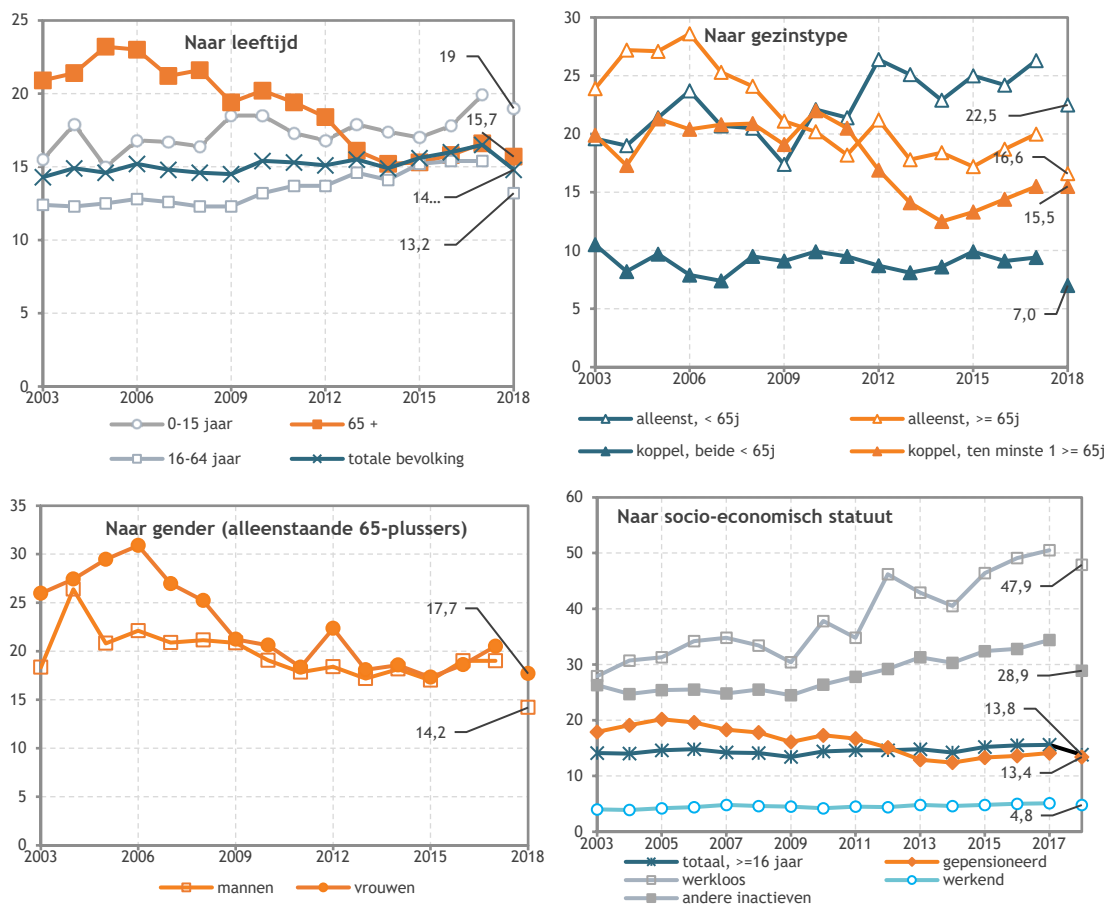 Naar leeftijd
25
20
15
10
5
0
2003 2006 2009 2012 2015 2018
19
15,7
14...
13,2
0-15 jaar 65 +
16-64 jaar totale bevolking
Naar gezinstype
30
25
20
15
10
5
0
2003 2006 2009 2012 2015 2018
22,5
16,6
15,5
7,0
alleenst, < 65j alleenst, >= 65j
koppel, beide < 65j koppel, ten minste 1 >= 65j
Naar gender (alleenstaande 65-plussers)
35
30
25
20
15
10
5
0
2003 2006 2009 2012 2015 2018
17,7
14,2
mannen vrouwen
Naar socio-economisch statuut
60
50
40
30
20
10
0
2003 2005 2007 2009 2011 2013 2015 2017
47,9
28,9
13,8
13,4
4,8
totaal, >=16 jaar gepensioneerd
werkloos werkend
andere inactieven